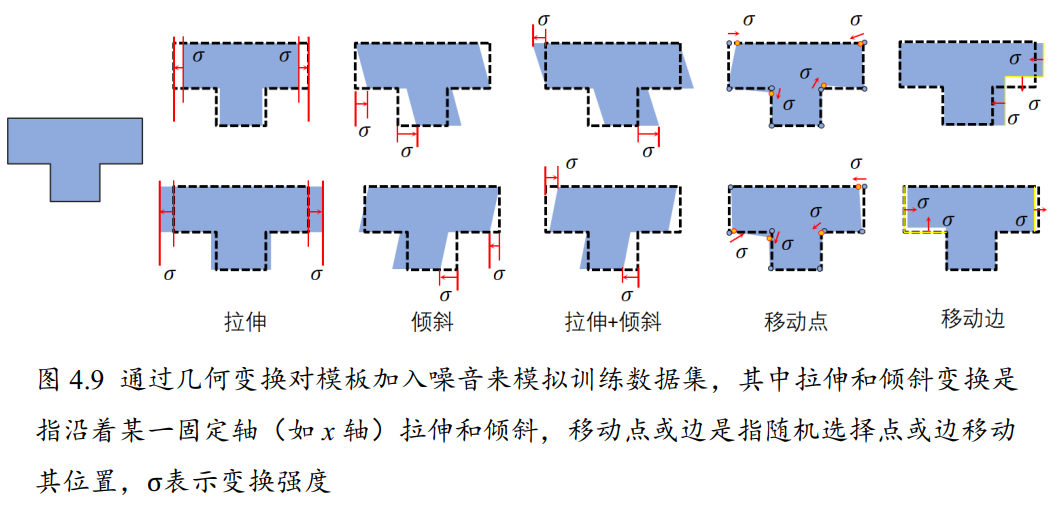 σ σ σ σ σ σ
σ σ σ σ
σ σ σ σ σ
σ σ σ σ
σ σ σ σ
σ σ σ σ
拉伸 倾斜 拉伸+倾斜 移动点 移动边
图 4.9 通过几何变换对模板加入噪音来模拟训练数据集，其中拉伸和倾斜变换是
指沿着某一固定轴（如 x 轴）拉伸和倾斜，移动点或边是指随机选择点或边移动
其位置，σ表示变换强度